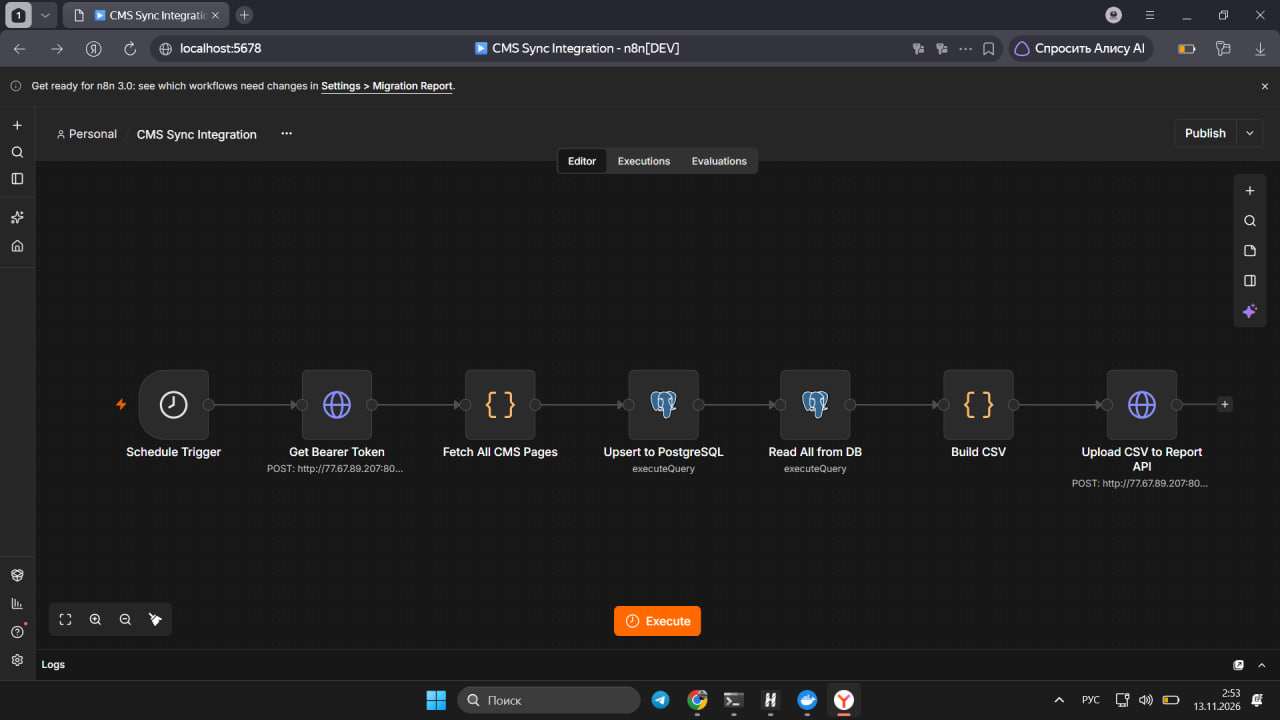 1
CMS Sync Integratic
localhost:5678
CMS Sync Integration - n8n[DEV]
Спросить Алису AI
Get ready for n8n 3.0: see which workflows need changes in Settings > Migration Report.
Personal / CMS Sync Integration ...
Publish
Editor
Executions
Evaluations
Schedule Trigger
Get Bearer Token
POST: http://77.67.89.207:80...
Fetch All CMS Pages
Upsert to PostgreSQL
executeQuery
Read All from DB
executeQuery
Build CSV
Upload CSV to Report
API
POST: http://77.67.89.207:80...
Execute
Logs
Поиск
РУС
2:53
13.11.2026